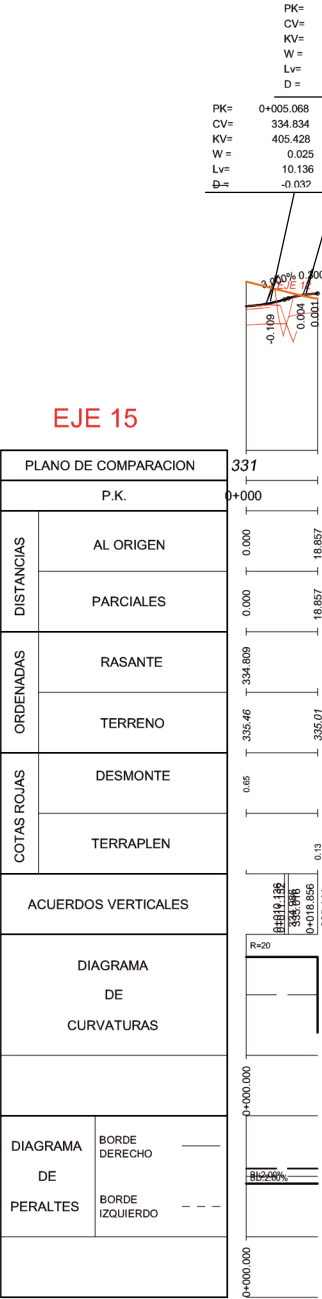 PK=
CV=
KV=
W =
Lv=
D =
PK= 0+005.068
CV= 334.834
KV= 405.428
W = 0.025
Lv= 10.136
D = -0.032
3.000%
EJE
-0.109
0.004
0.001
EJE 15
PLANO DE COMPARACION 331
P.K. 0+000
DISTANCIAS
AL ORIGEN 0.000 18.857
PARCIALES 0.000 18.857
ORDENADAS
RASANTE 334.809
TERRENO 335.46 335.01
COTAS ROJAS
DESMONTE 0.65
TERRAPLEN 0.13
ACUERDOS VERTICALES 0+018.856
R=20
DIAGRAMA
DE
CURVATURAS
0+000.000
DIAGRAMA
DE
PERALTES
BORDE
DERECHO
BORDE
IZQUIERDO
0+000.000